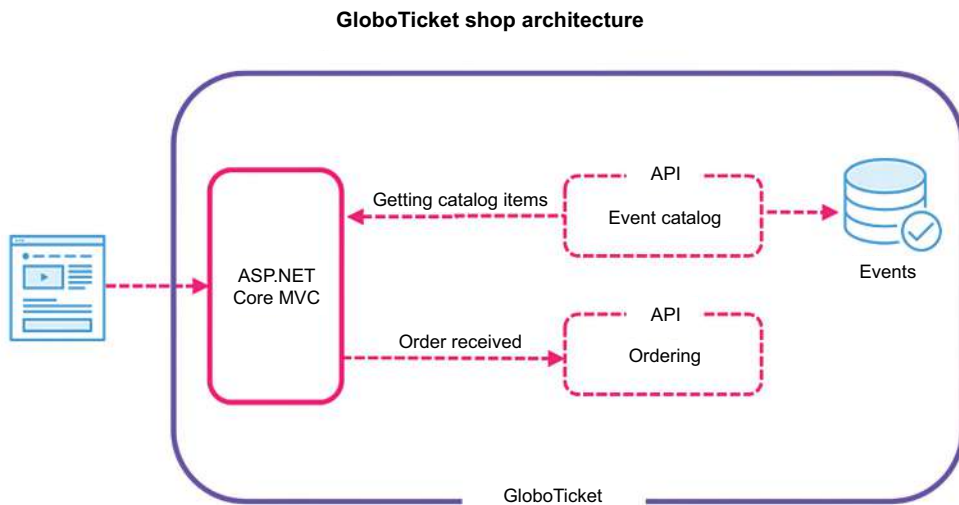 GloboTicket shop architecture
API
Getting catalog items
Event catalog
Events
ASP.NET
Core MVC
API
Order received
Ordering
GloboTicket